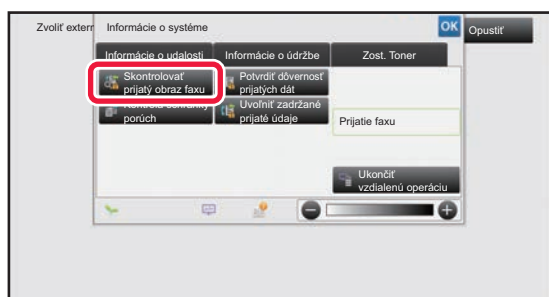 Zvoliť extern
Informácie o systéme
OK
Opustiť
Informácie o udalosti
Informácie o údržbe
Zost. Toner
Skontrolovať
prijatý obraz faxu
Potvrdiť dôvernosť
prijatých dát
porúch
Uvoľniť zadržané
prijaté údaje
Prijatie faxu
Ukončiť
vzdialenú operáciu